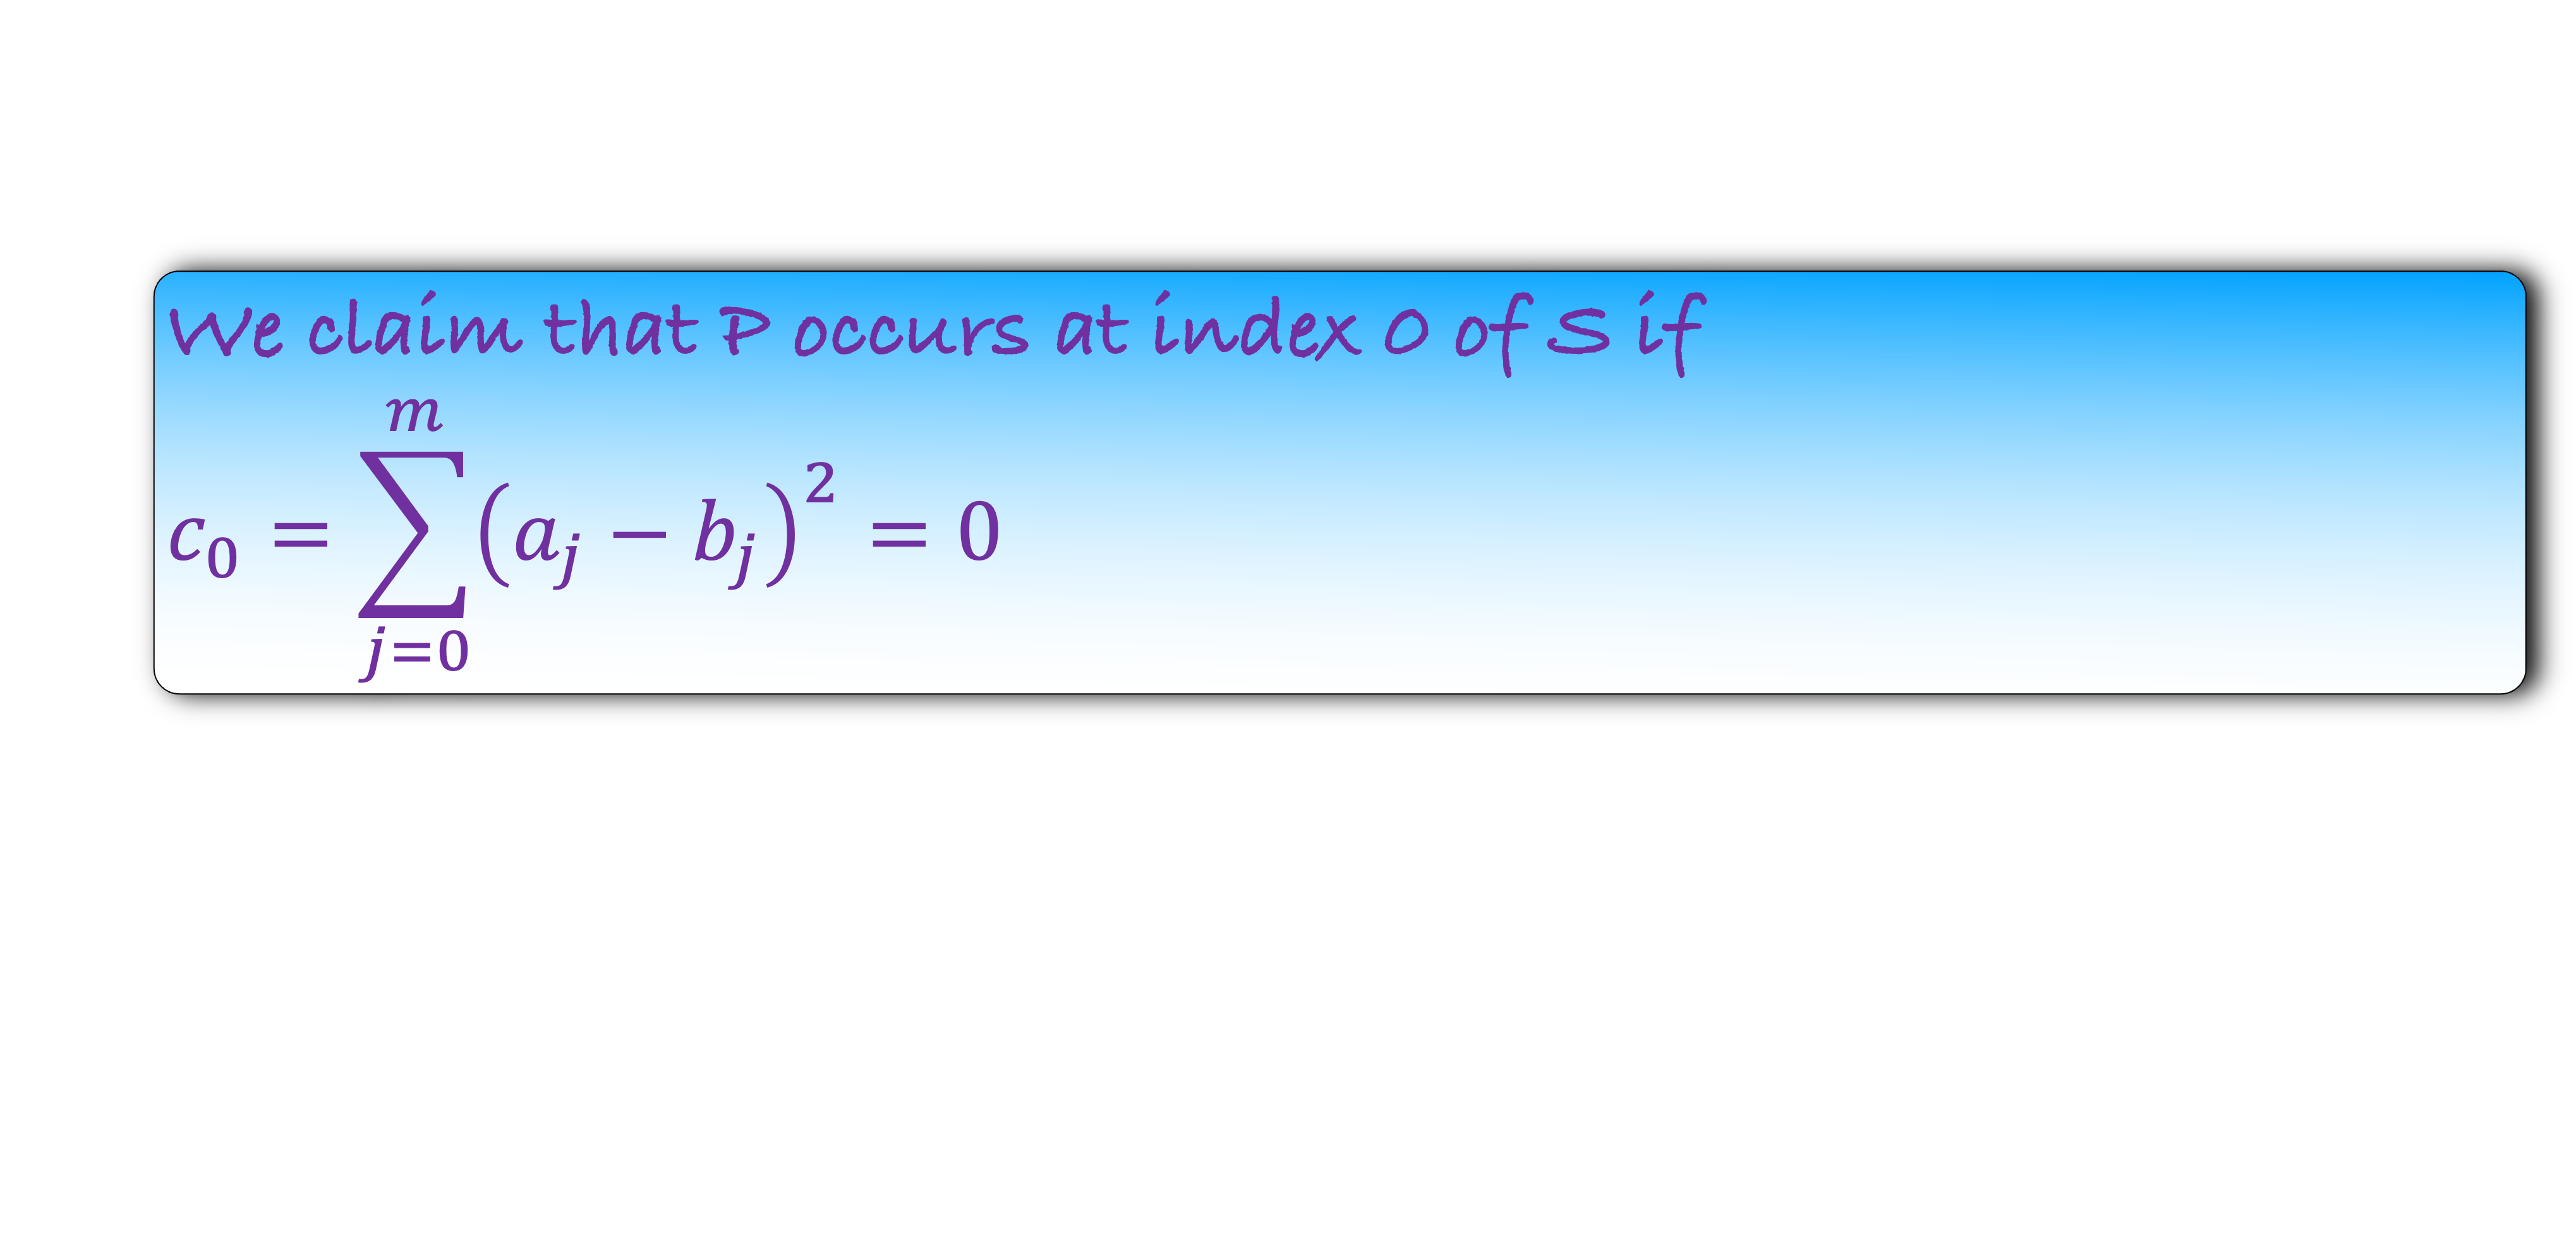 We claim that P occurs at index 0 of S if
$c_0 = \sum_{j=0}^{m} (a_j - b_j)^2 = 0$